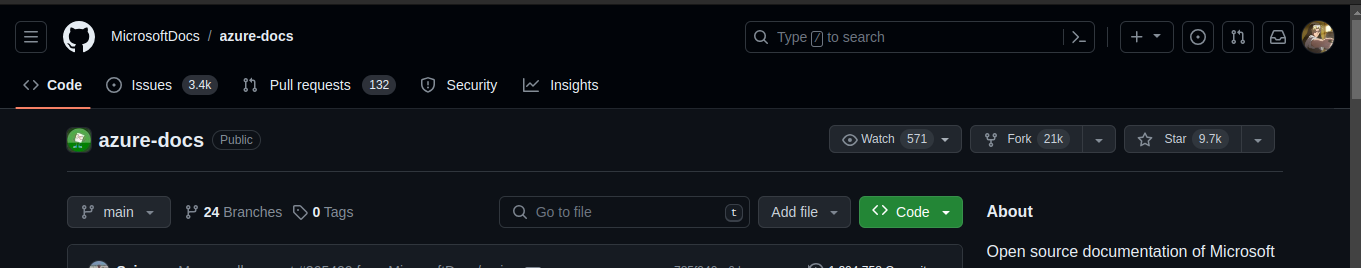 MicrosoftDocs / azure-docs
Type / to search
Code Issues 3.4k Pull requests 132 Security Insights
azure-docs Public
Watch 571 Fork 21k Star 9.7k
main 24 Branches 0 Tags Go to file t Add file Code
About
Open source documentation of Microsoft